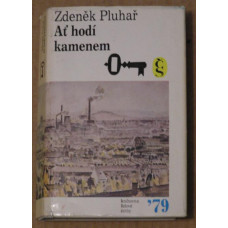 Zdeněk Pluhař
Ať hodí
kamenem
'79